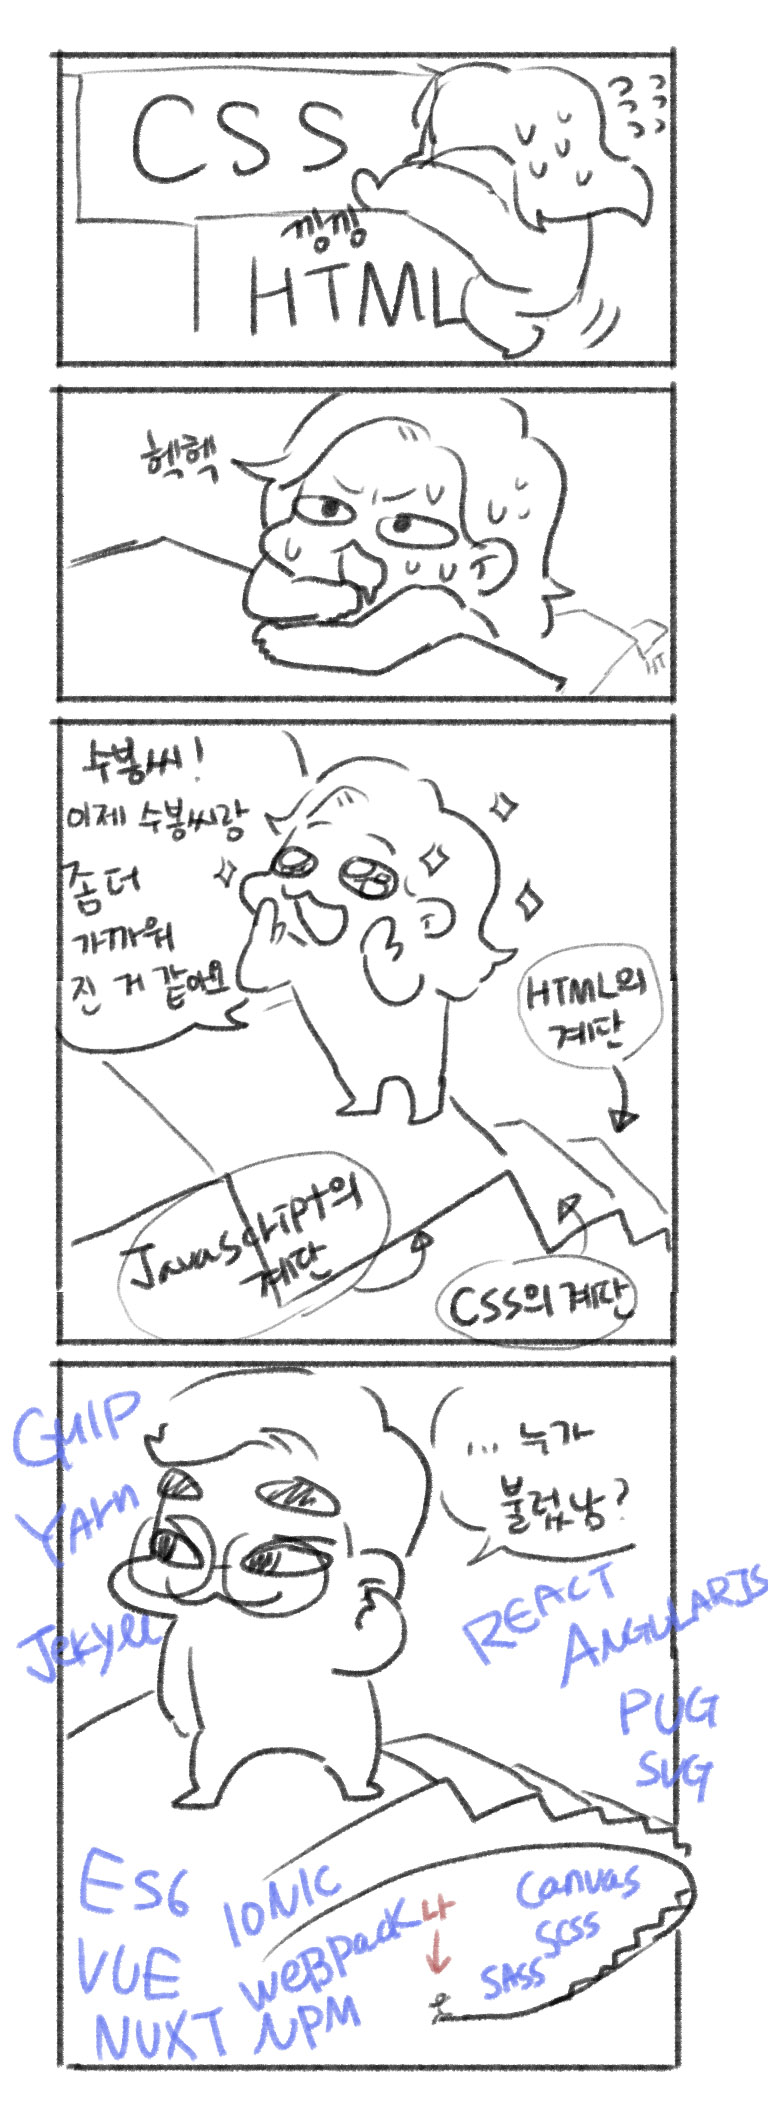 CSS
낑낑
HTML
헥헥
HT
수봉씨!
이제 수봉씨랑
좀 더
가까워
진 거 같아요
HTML의
계단
Javascript의
계단
CSS의 계단
GULP
YARN
Jekyll
... 누가
불렀낭?
REACT
ANGULARJS
PUG
SVG
ES6
IONIC
Canvas
VUE
WEBPACK
나
SCSS
SASS
NUXT
NPM